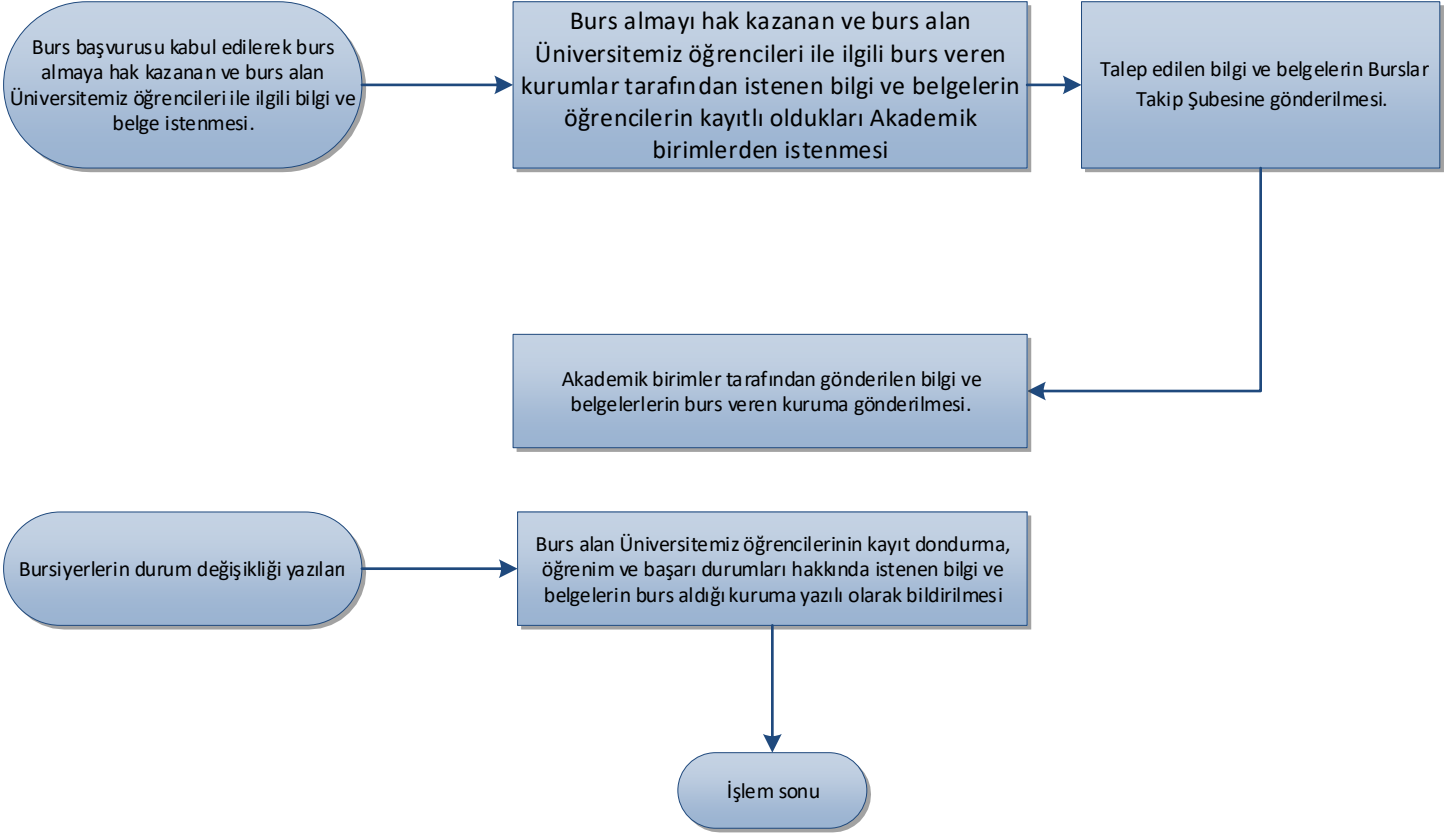 Burs başvurusu kabul edilerek burs
almaya hak kazanan ve burs alan
Üniversitemiz öğrencileri ile ilgili bilgi ve
belge istenmesi.
Burs almayı hak kazanan ve burs alan
Üniversitemiz öğrencileri ile ilgili burs veren
kurumlar tarafından istenen bilgi ve belgelerin
öğrencilerin kayıtlı oldukları Akademik
birimlerden istenmesi
Talep edilen bilgi ve belgelerin Burslar
Takip Şubesine gönderilmesi.
Akademik birimler tarafından gönderilen bilgi ve
belgelerlerin burs veren kuruma gönderilmesi.
Bursiyerlerin durum değişikliği yazıları
Burs alan Üniversitemiz öğrencilerinin kayıt dondurma,
öğrenim ve başarı durumları hakkında istenen bilgi ve
belgelerin burs aldığı kuruma yazılı olarak bildirilmesi
İşlem sonu